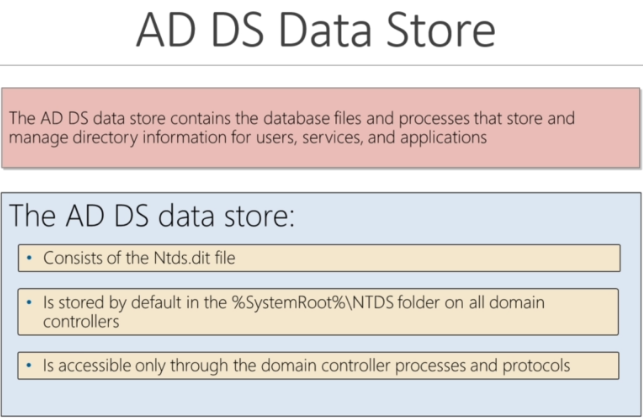 AD DS Data Store
The AD DS data store contains the database files and processes that store and
manage directory information for users, services, and applications
The AD DS data store:
• Consists of the Ntds.dit file
• Is stored by default in the %SystemRoot%\NTDS folder on all domain
controllers
• Is accessible only through the domain controller processes and protocols